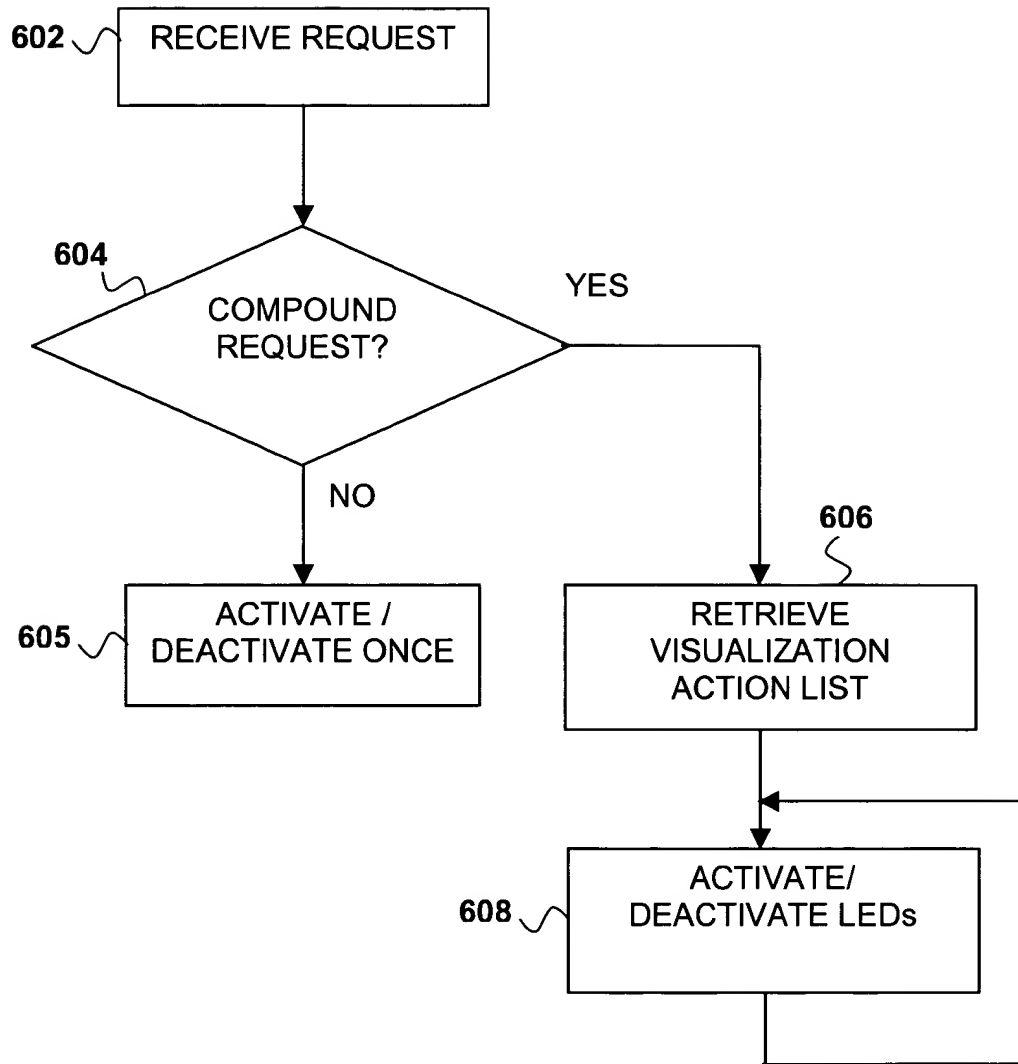 602
RECEIVE REQUEST
604
COMPOUND
REQUEST?
YES
NO
605
ACTIVATE /
DEACTIVATE ONCE
606
RETRIEVE
VISUALIZATION
ACTION LIST
608
ACTIVATE/
DEACTIVATE LEDs